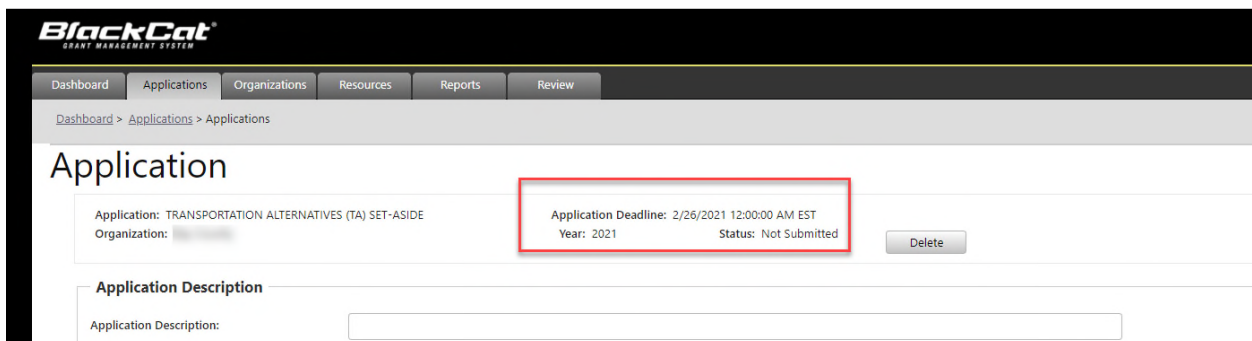 BlackCat®
GRANT MANAGEMENT SYSTEM
Dashboard Applications Organizations Resources Reports Review
Dashboard > Applications > Applications
Application
Application: TRANSPORTATION ALTERNATIVES (TA) SET-ASIDE Application Deadline: 2/26/2021 12:00:00 AM EST
Organization: Year: 2021 Status: Not Submitted Delete
Application Description
Application Description: